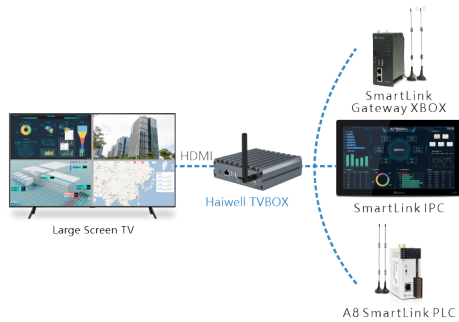 SmartLink
Gateway XBOX
HDMI
Haiwell TVBOX
SmartLink IPC
Large Screen TV
A8 SmartLink PLC